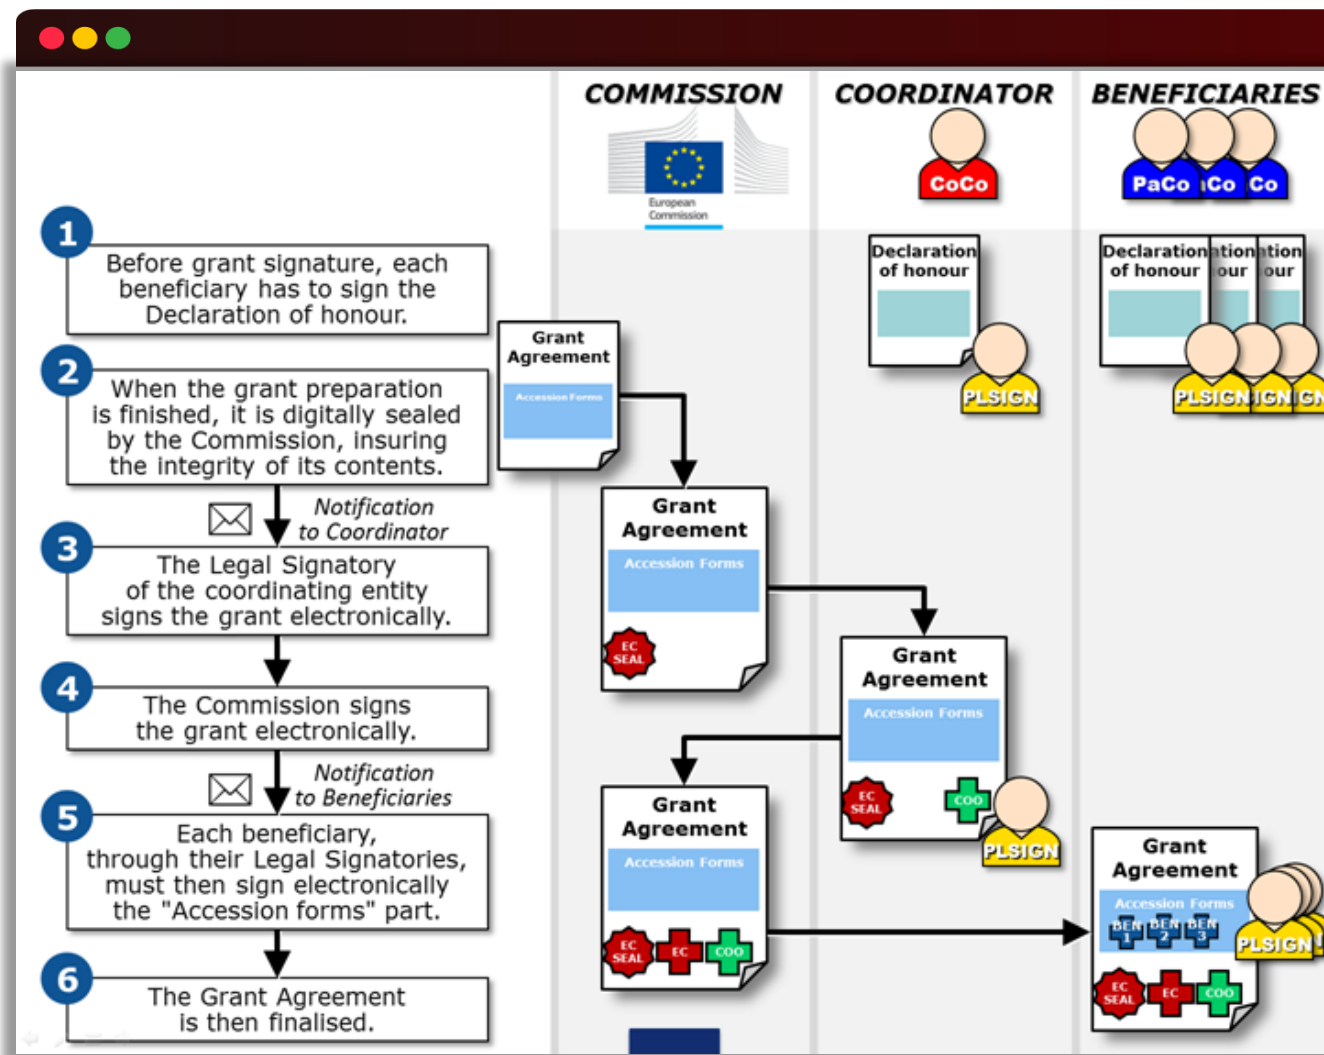 COMMISSION
COORDINATOR
BENEFICIARIES
European
Commission
CoCo
PaCo
Co
Co
1
Before grant signature, each
beneficiary has to sign the
Declaration of honour.
Declaration
of honour
PLSIGN
Declaration
of honour
ation
our
ation
our
PLSIGN
IGN
IGN
Grant
Agreement
Accession Forms
2
When the grant preparation
is finished, it is digitally sealed
by the Commission, insuring
the integrity of its contents.
Notification
to Coordinator
Grant
Agreement
Accession Forms
EC
SEAL
3
The Legal Signatory
of the coordinating entity
signs the grant electronically.
Grant
Agreement
Accession Forms
EC
SEAL
COO
PLSIGN
4
The Commission signs
the grant electronically.
Notification
to Beneficiaries
Grant
Agreement
Accession Forms
EC
SEAL
EC
COO
5
Each beneficiary,
through their Legal Signatories,
must then sign electronically
the "Accession forms" part.
Grant
Agreement
Accession Forms
BEN
1
BEN
2
BEN
3
PLSIGN
EC
SEAL
EC
COO
6
The Grant Agreement
is then finalised.